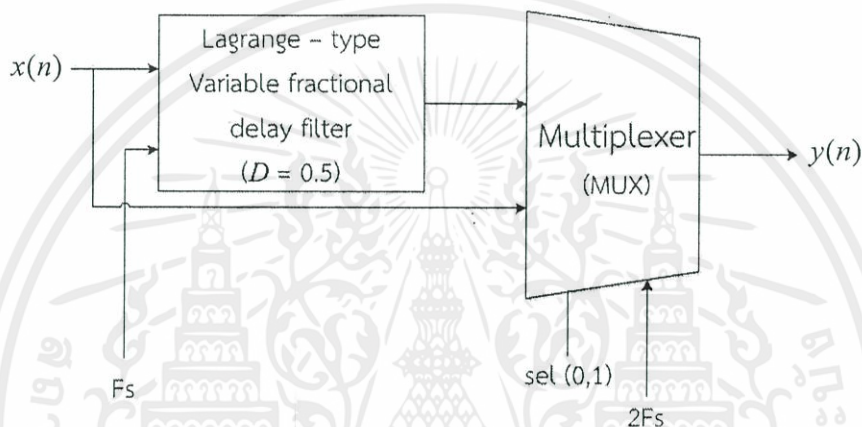 x(n)
Lagrange – type
Variable fractional
delay filter
(D = 0.5)
Multiplexer
(MUX)
y(n)
Fs
sel (0,1)
2Fs